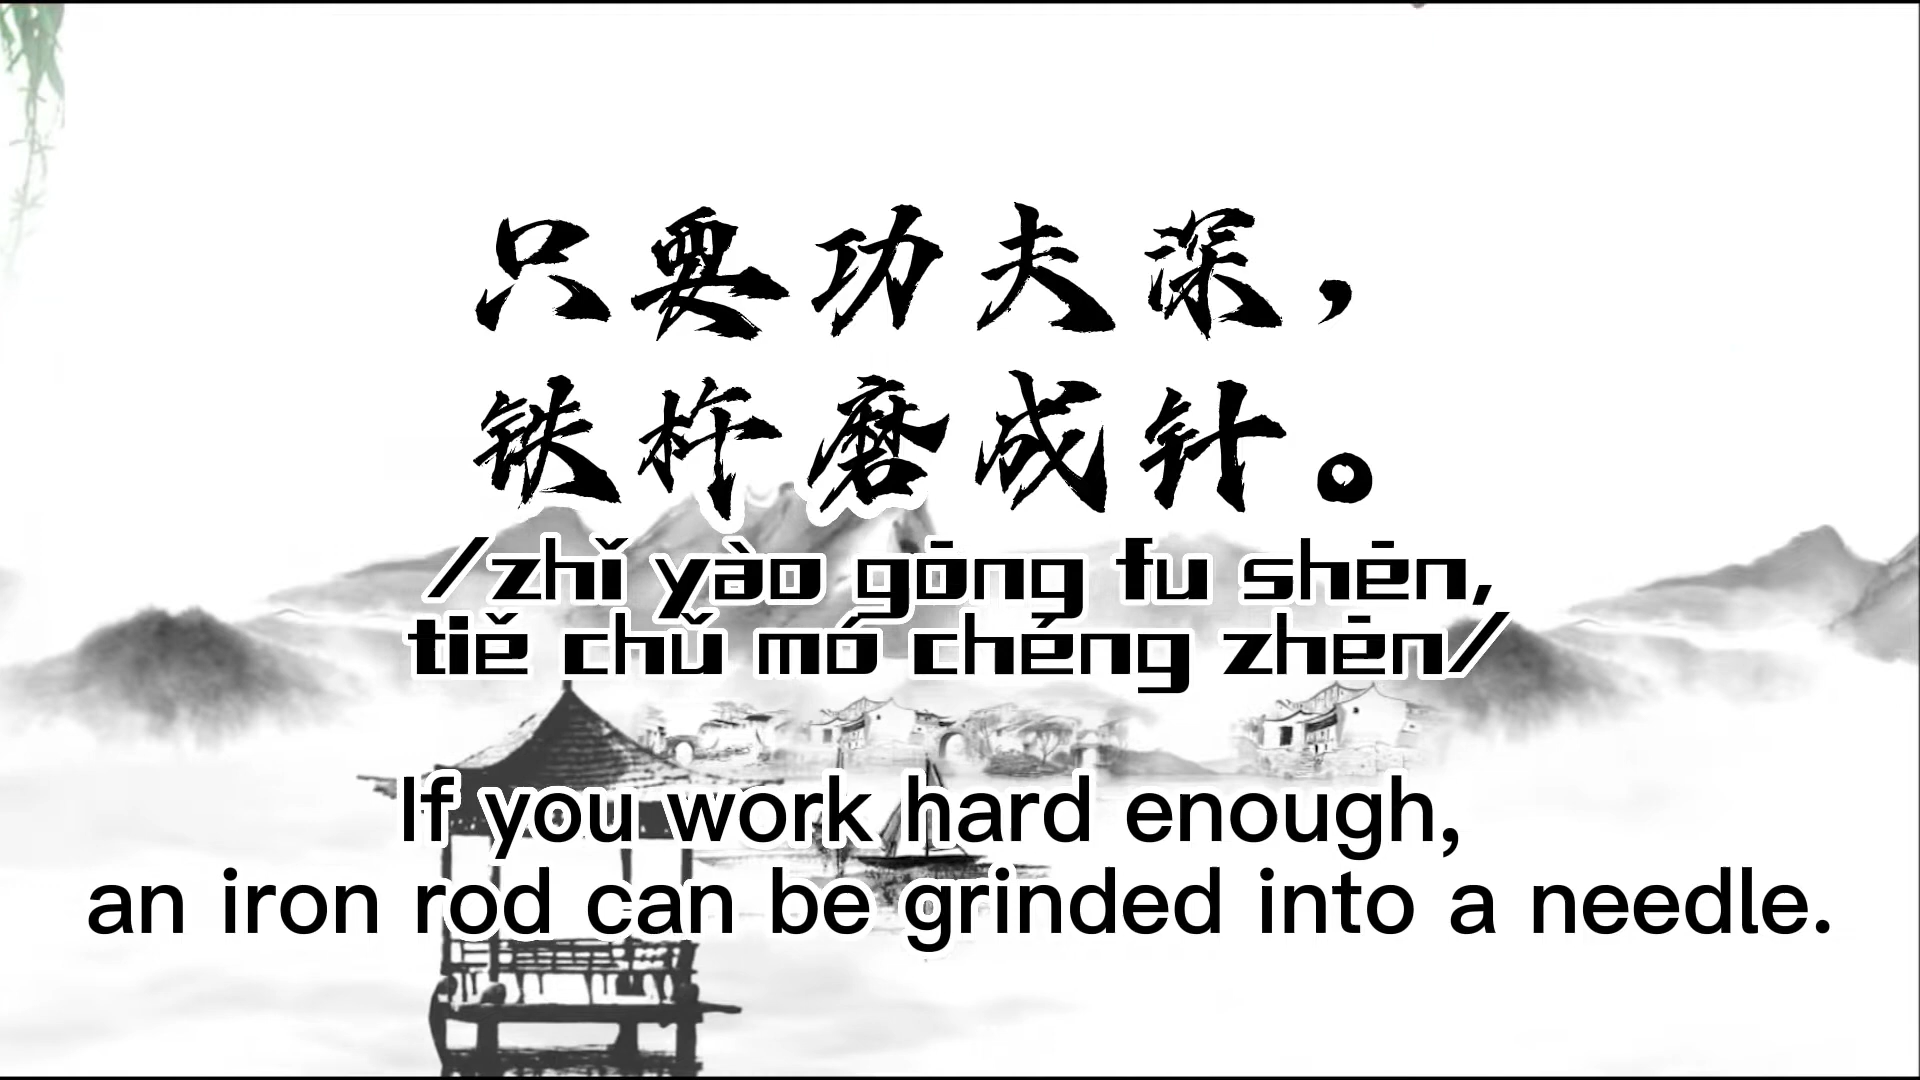 只要功夫深，
铁杵磨成针。
/zhǐ yào gōng fu shēn,
tiě chǔ mó chéng zhēn/
If you work hard enough,
an iron rod can be grinded into a needle.